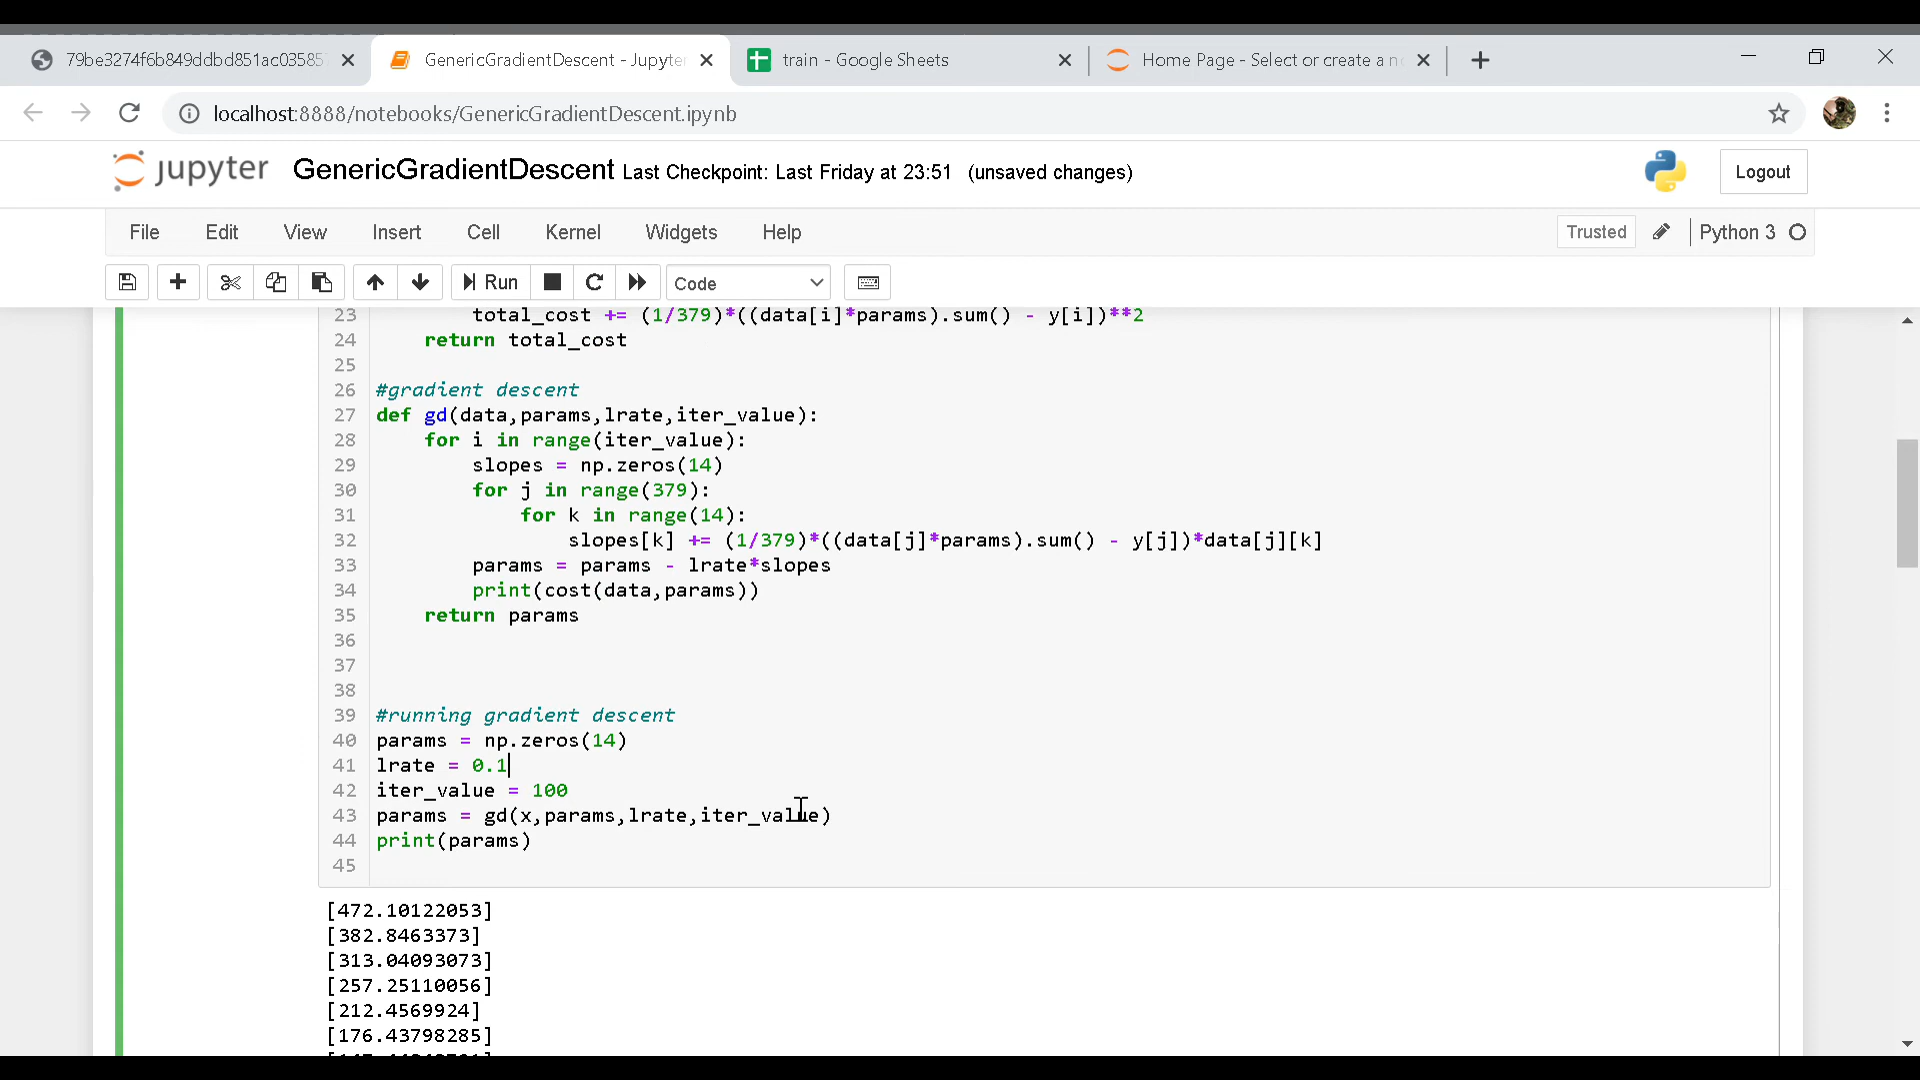 79be3274f6b849ddbd851ac03585
GenericGradientDescent - Jupyter
train - Google Sheets
Home Page - Select or create a n
localhost:8888/notebooks/GenericGradientDescent.ipynb
jupyter GenericGradientDescent Last Checkpoint: Last Friday at 23:51 (unsaved changes)
Logout
File Edit View Insert Cell Kernel Widgets Help
Trusted Python 3
Run Code
23         total_cost += (1/379)*((data[i]*params).sum() - y[i])**2
24     return total_cost
25
26 #gradient descent
27 def gd(data,params,lrate,iter_value):
28     for i in range(iter_value):
29         slopes = np.zeros(14)
30         for j in range(379):
31             for k in range(14):
32                 slopes[k] += (1/379)*((data[j]*params).sum() - y[j])*data[j][k]
33         params = params - lrate*slopes
34         print(cost(data,params))
35     return params
36
37
38
39 #running gradient descent
40 params = np.zeros(14)
41 lrate = 0.1
42 iter_value = 100
43 params = gd(x,params,lrate,iter_value)
44 print(params)
45
[472.10122053]
[382.8463373]
[313.04093073]
[257.25110056]
[212.4569924]
[176.43798285]